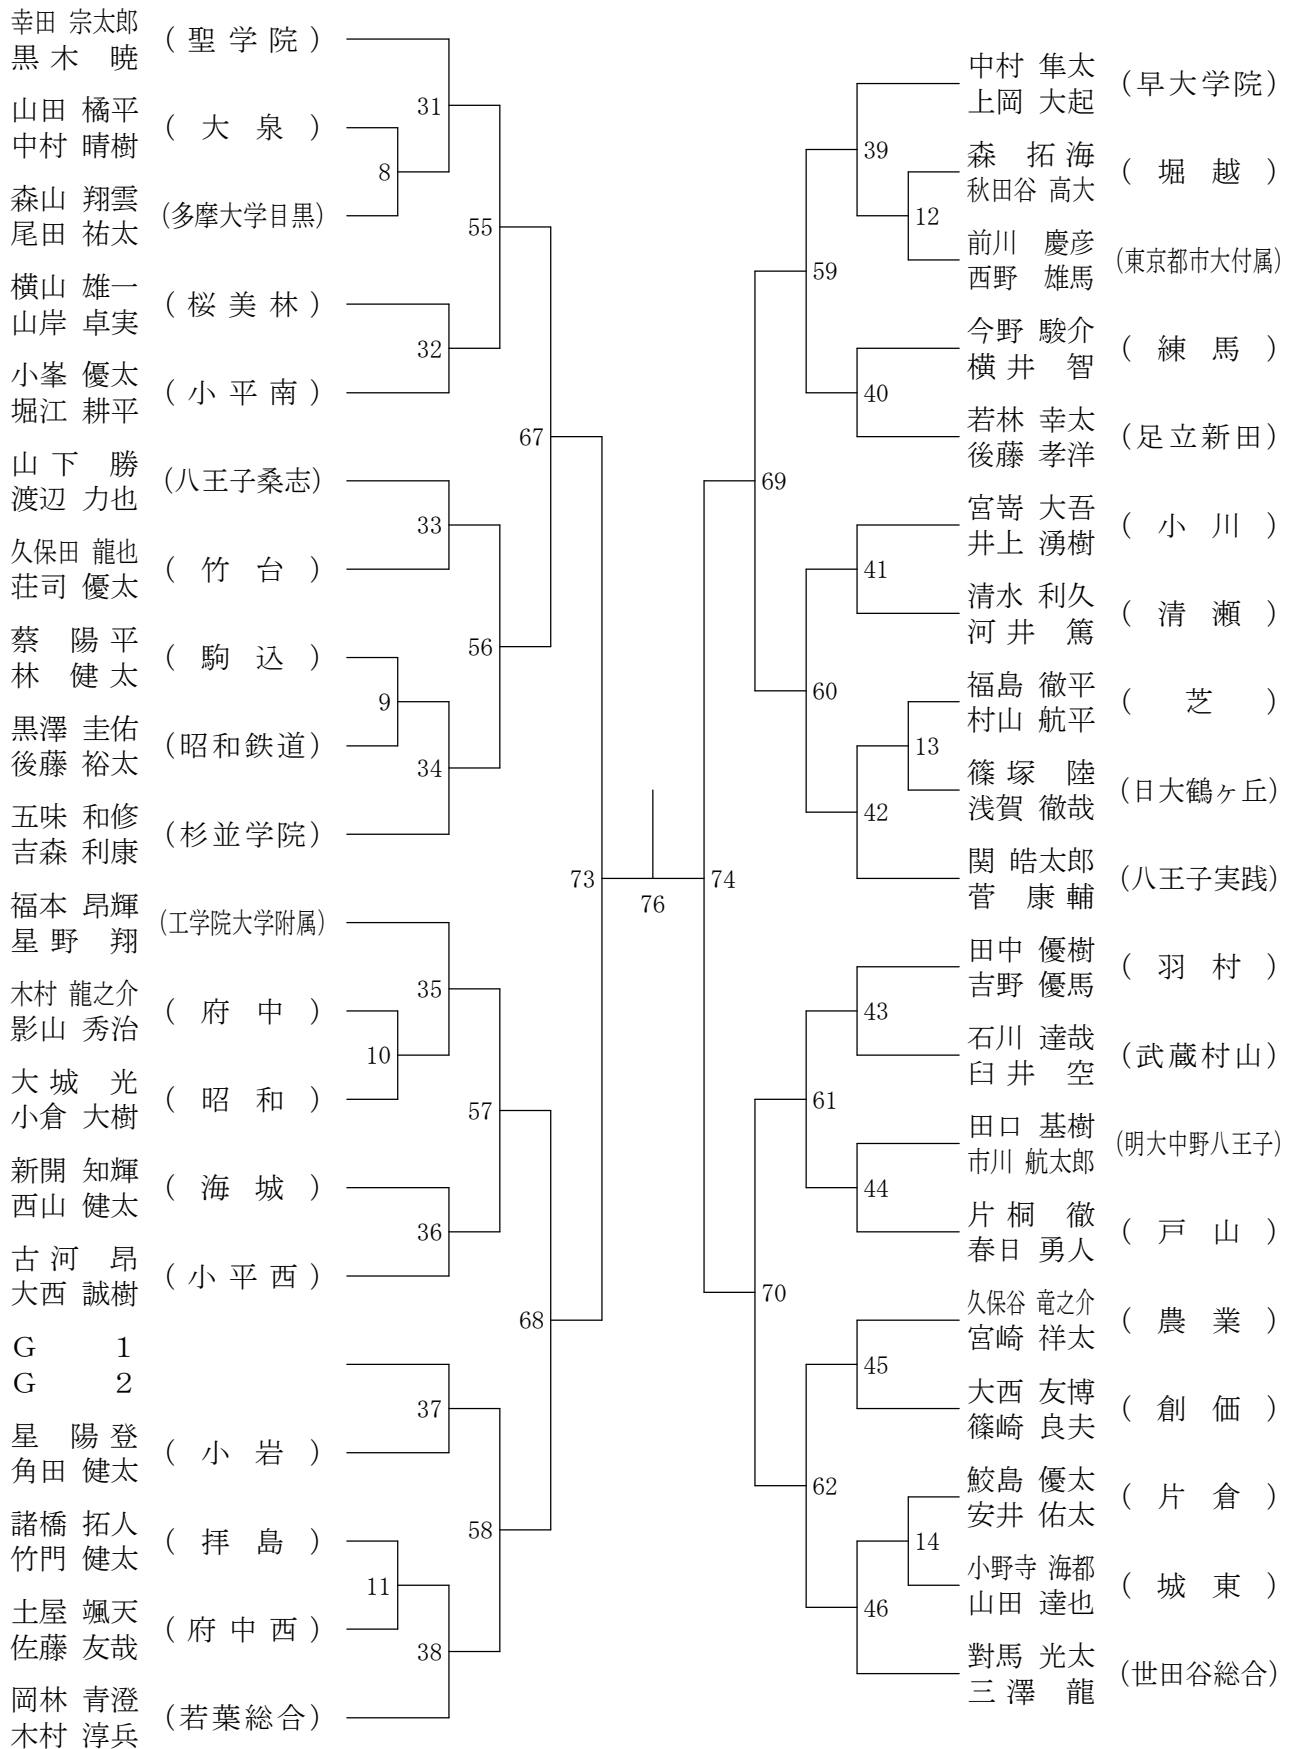 幸田 宗太郎
黒木 暁
(聖学院)
山田 橘平
中村 晴樹
(大泉)
森山 翔雲
尾田 祐太
(多摩大学目黒)
横山 雄一
山岸 卓実
(桜美林)
小峯 優太
堀江 耕平
(小平南)
山下 勝
渡辺 力也
(八王子桑志)
久保田 龍也
荘司 優太
(竹台)
蔡 陽平
林 健太
(駒込)
黒澤 圭佑
後藤 裕太
(昭和鉄道)
五味 和修
吉森 利康
(杉並学院)
福本 昂輝
星野 翔
(工学院大学附属)
木村 龍之介
影山 秀治
(府中)
大城 光
小倉 大樹
(昭和)
新開 知輝
西山 健太
(海城)
古河 昂
大西 誠樹
(小平西)
G 1
G 2
星 陽登
角田 健太
(小岩)
諸橋 拓人
竹門 健太
(拝島)
土屋 颯天
佐藤 友哉
(府中西)
岡林 青澄
木村 淳兵
(若葉総合)
8
9
10
11
31
32
33
34
35
36
37
38
55
56
57
58
67
68
73
76
74
69
70
59
60
61
62
39
40
41
42
43
44
45
46
12
13
14
中村 隼太
上岡 大起
(早大学院)
森 拓海
秋田谷 高大
(堀越)
前川 慶彦
西野 雄馬
(東京都市大付属)
今野 駿介
横井 智
(練馬)
若林 幸太
後藤 孝洋
(足立新田)
宮嵜 大吾
井上 湧樹
(小川)
清水 利久
河井 篤
(清瀬)
福島 徹平
村山 航平
(芝)
篠塚 陸
浅賀 徹哉
(日大鶴ヶ丘)
関 皓太郎
菅 康輔
(八王子実践)
田中 優樹
吉野 優馬
(羽村)
石川 達哉
臼井 空
(武蔵村山)
田口 基樹
市川 航太郎
(明大中野八王子)
片桐 徹
春日 勇人
(戸山)
久保谷 竜之介
宮崎 祥太
(農業)
大西 友博
篠崎 良夫
(創価)
鮫島 優太
安井 佑太
(片倉)
小野寺 海都
山田 達也
(城東)
對馬 光太
三澤 龍
(世田谷総合)